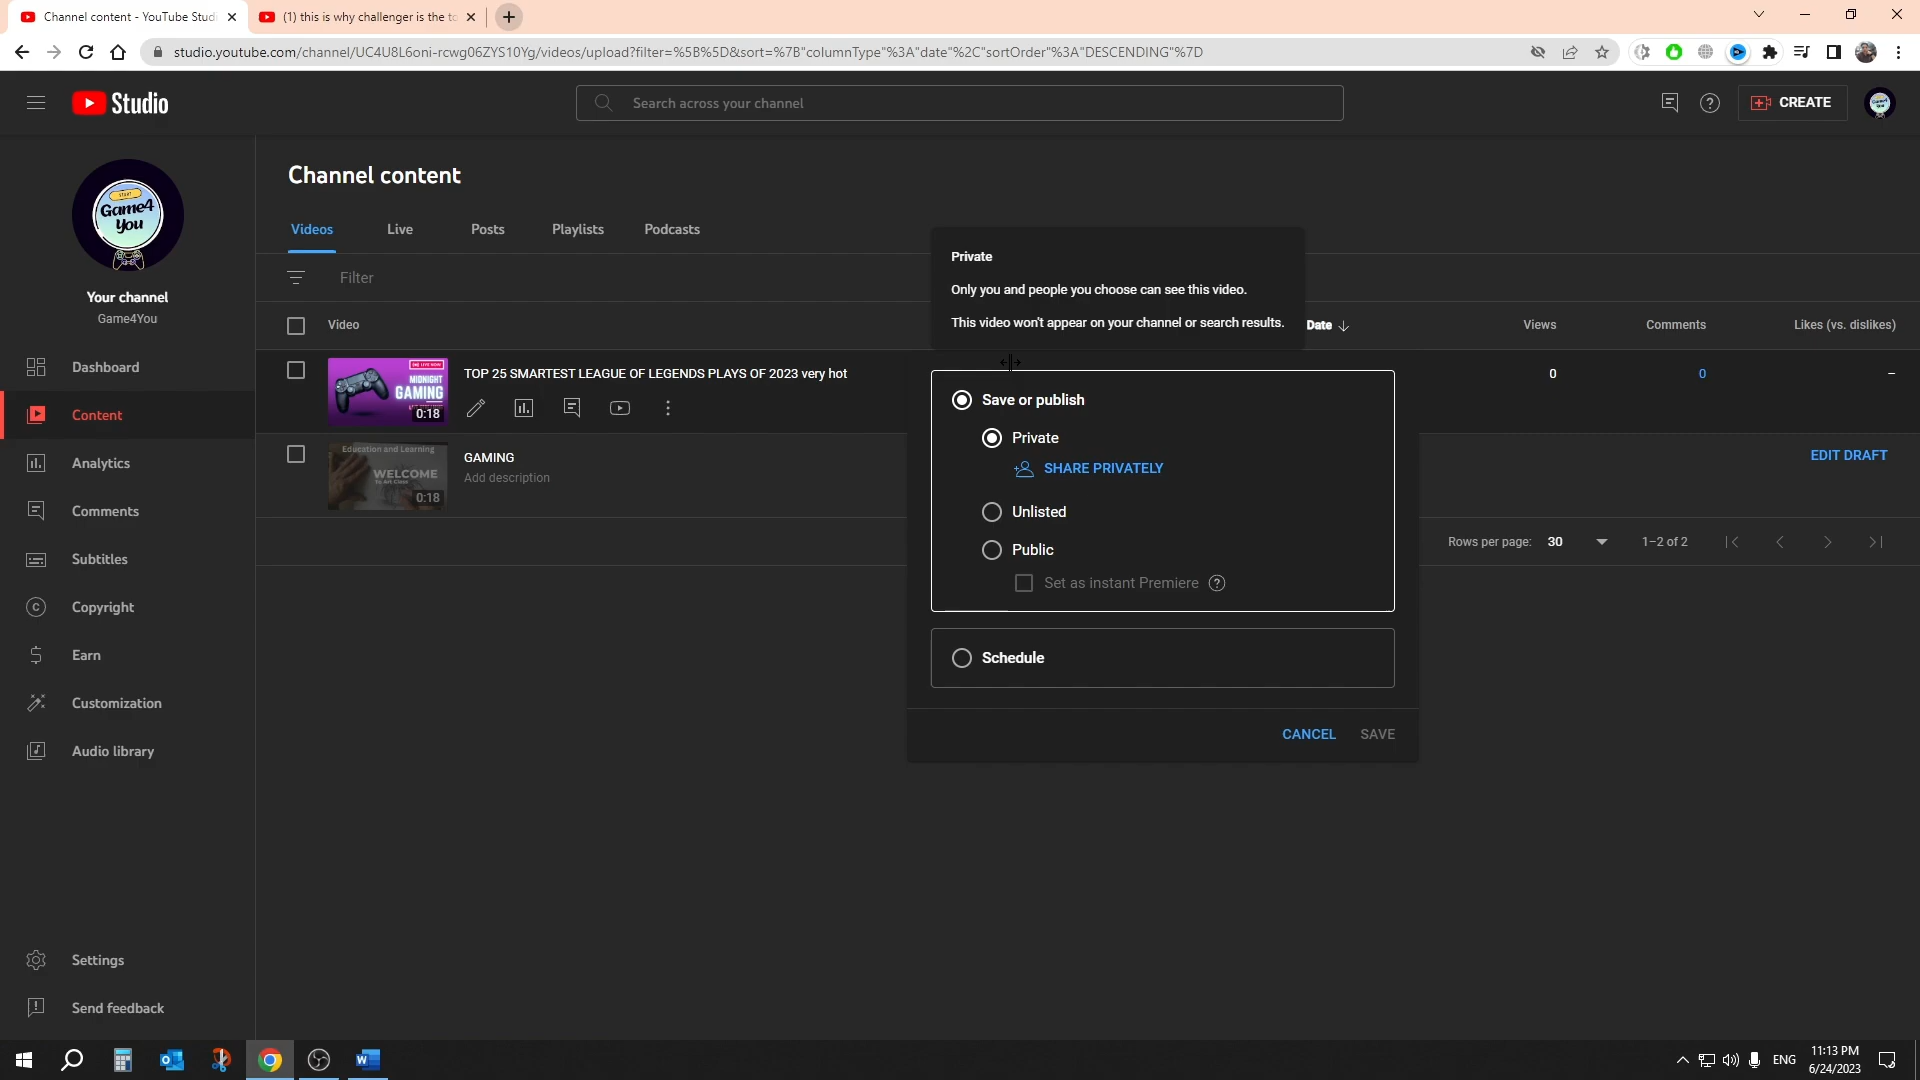 Channel content - YouTube Studi
(1) this is why challenger is the to
studio.youtube.com/channel/UC4U8L6oni-rcwg06ZYS10Yg/videos/upload?filter=%5B%5D&sort=%7B"columnType"%3A"date"%2C"sortOrder"%3A"DESCENDING"%7D
Studio
Search across your channel
CREATE
START
Game4
You
Your channel
Game4You
Dashboard
Content
Analytics
Comments
Subtitles
Copyright
Earn
Customization
Audio library
Settings
Send feedback
Channel content
Videos
Live
Posts
Playlists
Podcasts
Filter
Video
Date
Views
Comments
Likes (vs. dislikes)
LIVE NOW
MIDNIGHT
GAMING
0:18
TOP 25 SMARTEST LEAGUE OF LEGENDS PLAYS OF 2023 very hot
0
0
–
Education and Learning
WELCOME
to Art Class
0:18
GAMING
Add description
EDIT DRAFT
Rows per page:
30
1–2 of 2
Private
Only you and people you choose can see this video.
This video won't appear on your channel or search results.
Save or publish
Private
SHARE PRIVATELY
Unlisted
Public
Set as instant Premiere
Schedule
CANCEL
SAVE
ENG
11:13 PM
6/24/2023